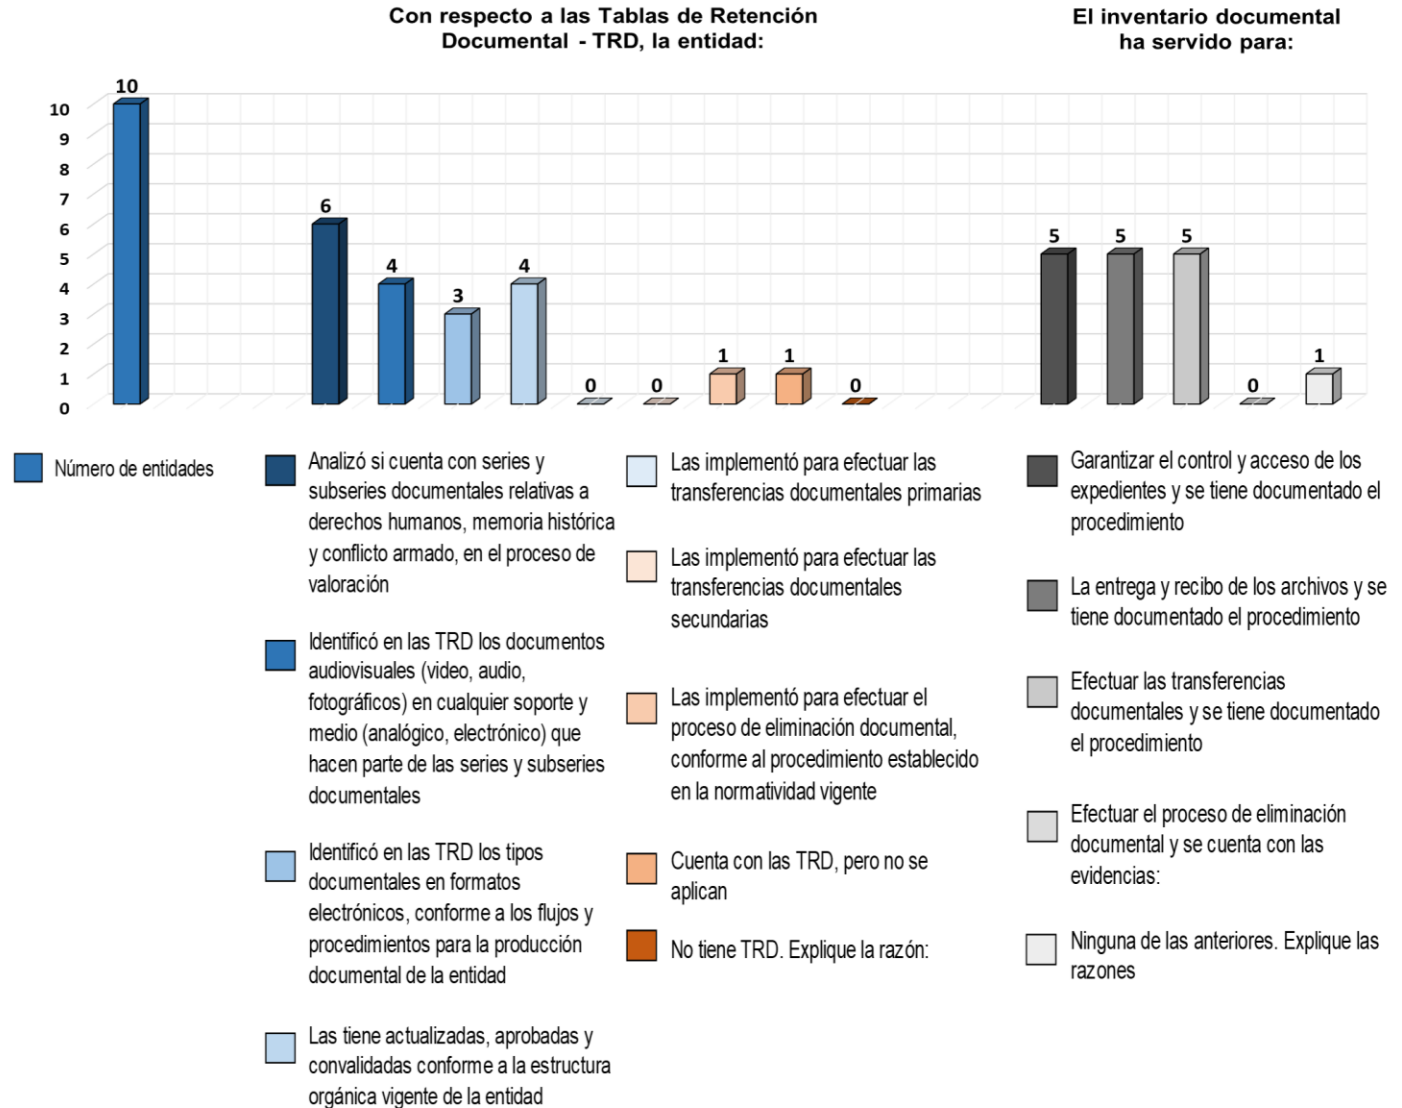 Con respecto a las Tablas de Retención
Documental - TRD, la entidad:
El inventario documental
ha servido para:
10
9
8
7
6
5
4
3
2
1
0
10
6
4
3
4
0
0
1
1
0
5
5
5
0
1
Número de entidades
Analizó si cuenta con series y
subseries documentales relativas a
derechos humanos, memoria histórica
y conflicto armado, en el proceso de
valoración
Identificó en las TRD los documentos
audiovisuales (video, audio,
fotográficos) en cualquier soporte y
medio (analógico, electrónico) que
hacen parte de las series y subseries
documentales
Identificó en las TRD los tipos
documentales en formatos
electrónicos, conforme a los flujos y
procedimientos para la producción
documental de la entidad
Las tiene actualizadas, aprobadas y
convalidadas conforme a la estructura
orgánica vigente de la entidad
Las implementó para efectuar las
transferencias documentales primarias
Las implementó para efectuar las
transferencias documentales
secundarias
Las implementó para efectuar el
proceso de eliminación documental,
conforme al procedimiento establecido
en la normatividad vigente
Cuenta con las TRD, pero no se
aplican
No tiene TRD. Explique la razón:
Garantizar el control y acceso de los
expedientes y se tiene documentado el
procedimiento
La entrega y recibo de los archivos y se
tiene documentado el procedimiento
Efectuar las transferencias
documentales y se tiene documentado
el procedimiento
Efectuar el proceso de eliminación
documental y se cuenta con las
evidencias:
Ninguna de las anteriores. Explique las
razones